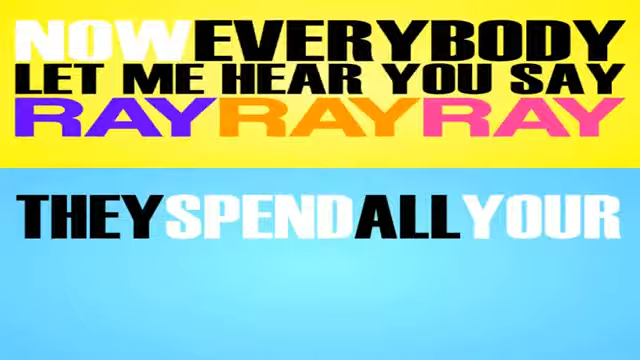 NOW EVERYBODY
LET ME HEAR YOU SAY
RAY RAY RAY
THEY SPEND ALL YOUR